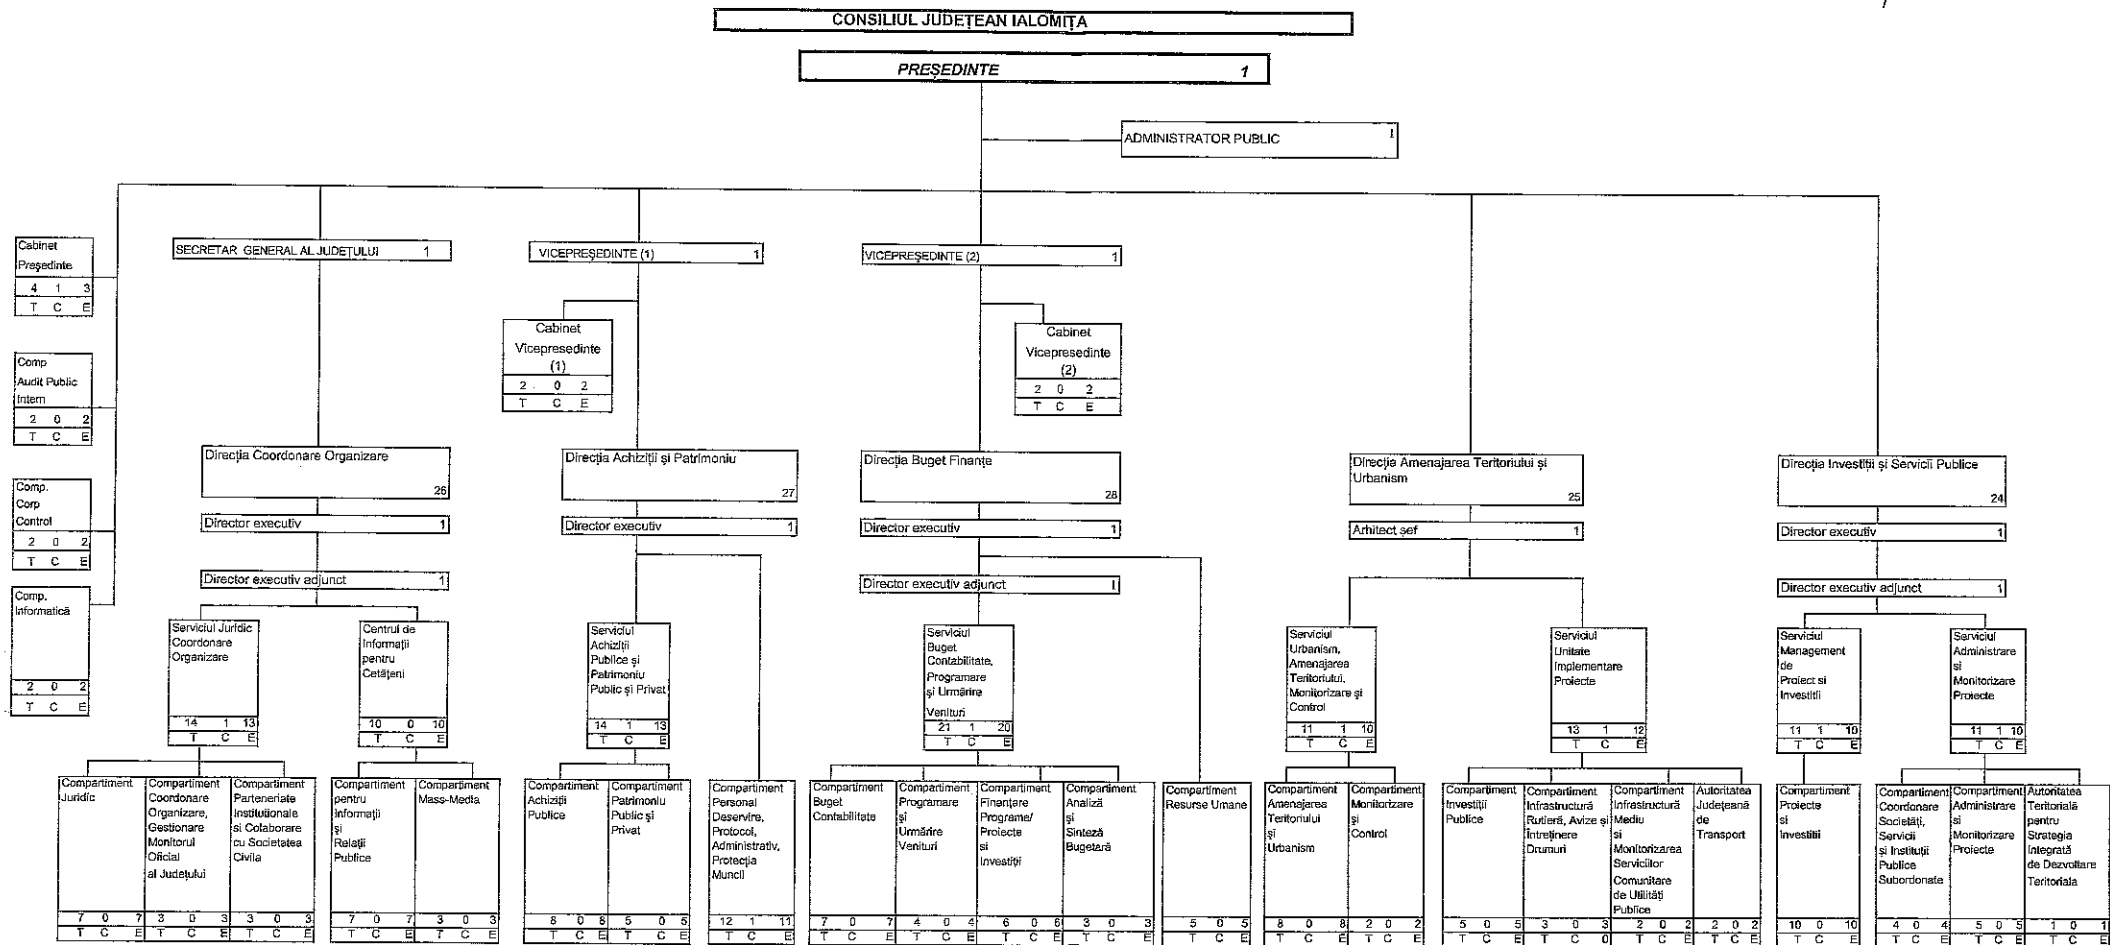 CONSILIUL JUDEȚEAN IALOMIȚA
PREȘEDINTE 1
ADMINISTRATOR PUBLIC 1
Cabinet
Președinte
4 1 3
T C E
SECRETAR GENERAL AL JUDEȚULUI 1
VICEPREȘEDINTE (1) 1
VICEPREȘEDINTE (2) 1
Cabinet
Vicepresedinte
(1)
2 0 2
T C E
Cabinet
Vicepresedinte
(2)
2 0 2
T C E
Comp
Audit Public
Intern
2 0 2
T C E
Comp.
Corp
Control
2 0 2
T C E
Comp.
Informatică
2 0 2
T C E
Direcția Coordonare Organizare
26
Director executiv 1
Director executiv adjunct 1
Direcția Achiziții și Patrimoniu
27
Director executiv 1
Direcția Buget Finanțe
28
Director executiv 1
Director executiv adjunct 1
Direcția Amenajarea Teritoriului și
Urbanism
25
Arhitect șef 1
Direcția Investiții și Servicii Publice
24
Director executiv 1
Director executiv adjunct 1
Serviciul Juridic
Coordonare
Organizare
14 1 13
T C E
Centrul de
Informații
pentru
Cetățeni
10 0 10
T C E
Serviciul
Achiziții
Publice și
Patrimoniu
Public și Privat
14 1 13
T C E
Serviciul
Buget
Contabilitate,
Programare
și Urmărire
Venituri
21 1 20
T C E
Serviciul
Urbanism,
Amenajarea
Teritoriului,
Monitorizare și
Control
11 1 10
T C E
Serviciul
Unitate
Implementare
Proiecte
13 1 12
T C E
Serviciul
Management
de
Proiect si
Investitii
11 1 10
T C E
Serviciul
Administrare
si
Monitorizare
Proiecte
11 1 10
T C E
Compartiment
Juridic
7 0 7
T C E
Compartiment
Coordonare
Organizare,
Gestionare
Monitorul
Oficial
al Județului
3 0 3
T C E
Compartiment
Parteneriate
Institutionale
si Colaborare
cu Societatea
Civila
3 0 3
T C E
Compartiment
pentru
Informații
și
Relații
Publice
7 0 7
T C E
Compartiment
Mass-Media
3 0 3
T C E
Compartiment
Achiziții
Publice
8 0 8
T C E
Compartiment
Patrimoniu
Public și
Privat
5 0 5
T C E
Compartiment
Personal
Deservire,
Protocol,
Administrativ,
Protecția
Muncii
12 1 11
T C E
Compartiment
Buget
Contabilitate
7 0 7
T C E
Compartiment
Programare
și
Urmărire
Venituri
4 0 4
T C E
Compartiment
Finanțare
Programe/
Proiecte
si
Investiții
6 0 6
T C E
Compartiment
Analiză
și
Sinteză
Bugetară
3 0 3
T C E
Compartiment
Resurse Umane
5 0 5
T C E
Compartiment
Amenajarea
Teritoriului
și
Urbanism
8 0 8
T C E
Compartiment
Monitorizare
și
Control
2 0 2
T C E
Compartiment
Investiții
Publice
5 0 5
T C E
Compartiment
Infrastructură
Rutieră, Avize și
Întreținere
Drumuri
3 0 3
T C 0
Compartiment
Infrastructură
Mediu
si
Monitorizarea
Serviciilor
Comunitare
de Utilități
Publice
2 0 2
T C E
Autoritatea
Județeană
de
Transport
2 0 2
T C E
Compartiment
Proiecte
si
Investitii
10 0 10
T C E
Compartiment
Coordonare
Societăți,
Servicii
și Instituții
Publice
Subordonate
4 0 4
T C E
Compartiment
Administrare
si
Monitorizare
Proiecte
5 0 5
T C E
Autoritatea
Teritorială
pentru
Strategia
Integrată
de Dezvoltare
Teritoriala
1 0 1
T C E